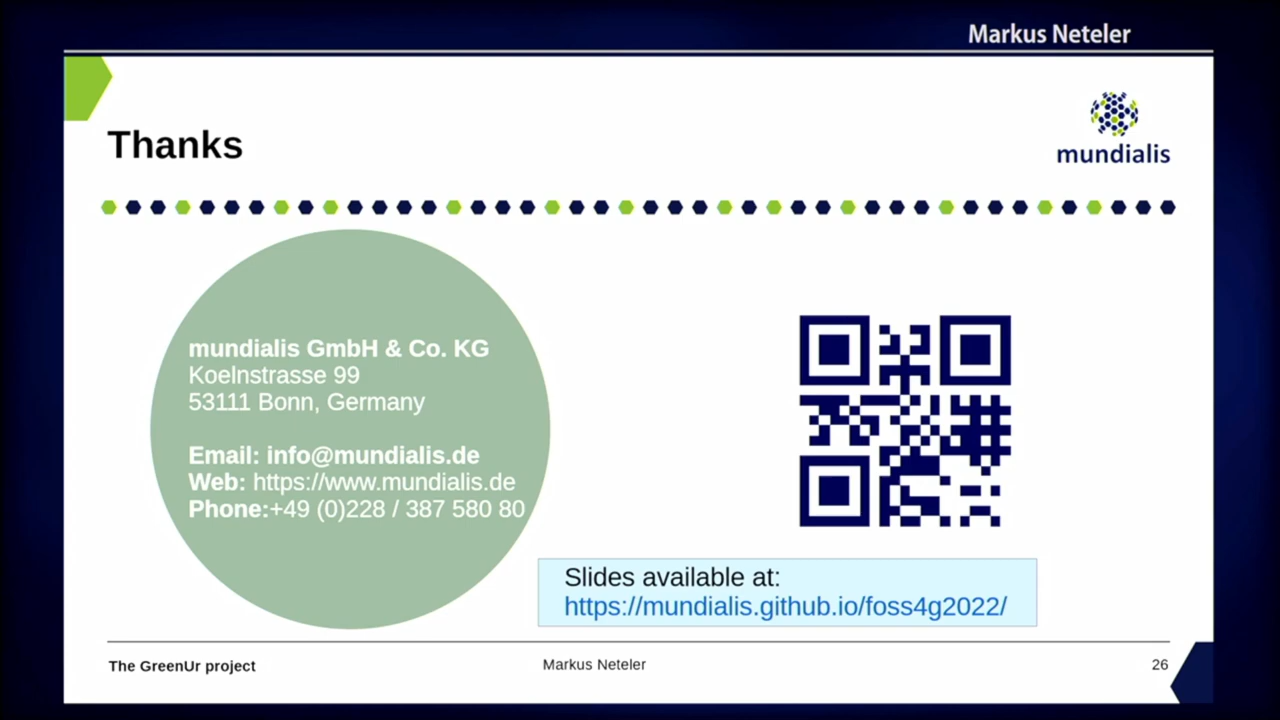 Markus Neteler
Thanks
mundialis
mundialis GmbH & Co. KG
Koelnstrasse 99
53111 Bonn, Germany
Email: info@mundialis.de
Web: https://www.mundialis.de
Phone:+49 (0)228 / 387 580 80
Slides available at:
https://mundialis.github.io/foss4g2022/
The GreenUr project
Markus Neteler
26